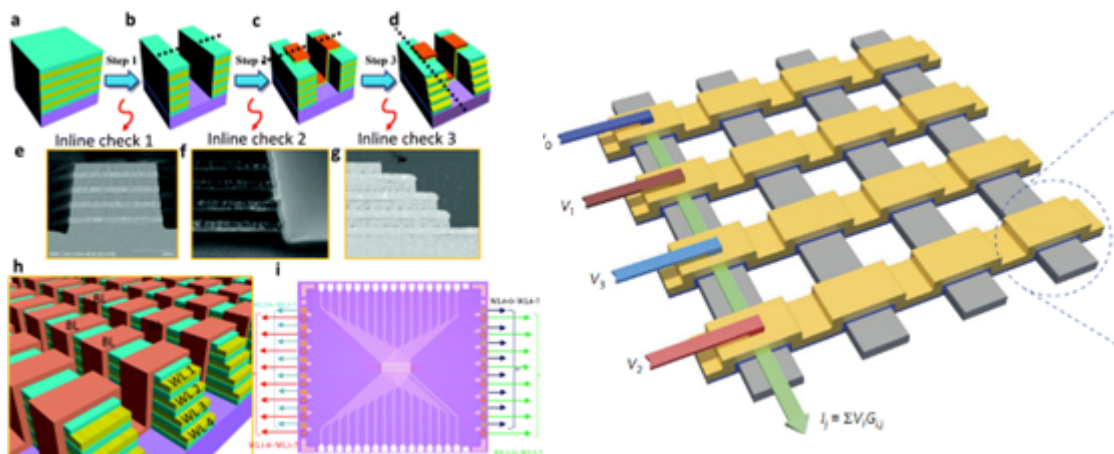 a
b
c
d
Step 1
Step 2
Step 3
Inline check 1
Inline check 2
Inline check 3
e
f
g
h
i
BL
BL
BL
WL 1
WL 2
WL 3
WL 4
V₁
V₃
V₂
Iⱼ = ΣVᵢGᵢ,ⱼ